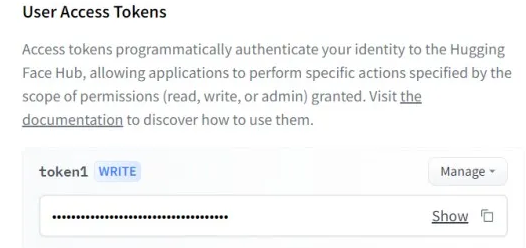 User Access Tokens
Access tokens programmatically authenticate your identity to the Hugging
Face Hub, allowing applications to perform specific actions specified by the
scope of permissions (read, write, or admin) granted. Visit the
documentation to discover how to use them.
token1 WRITE Manage
••••••••••••••••••••••••••••••••••••• Show